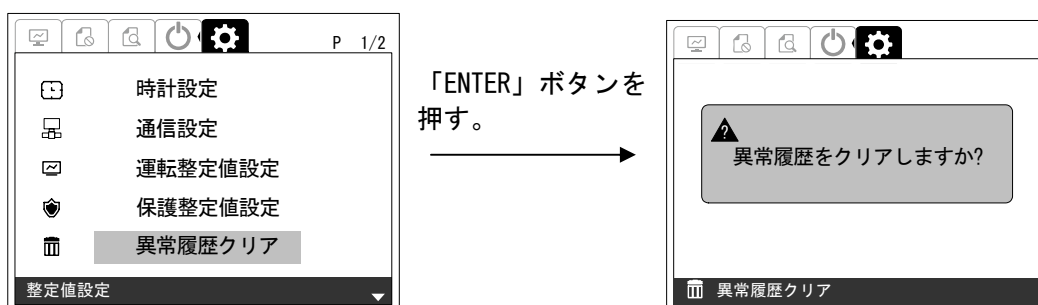 P 1/2
時計設定
通信設定
運転整定値設定
保護整定値設定
異常履歴クリア
整定値設定
「ENTER」ボタンを
押す。
?
異常履歴をクリアしますか?
異常履歴クリア